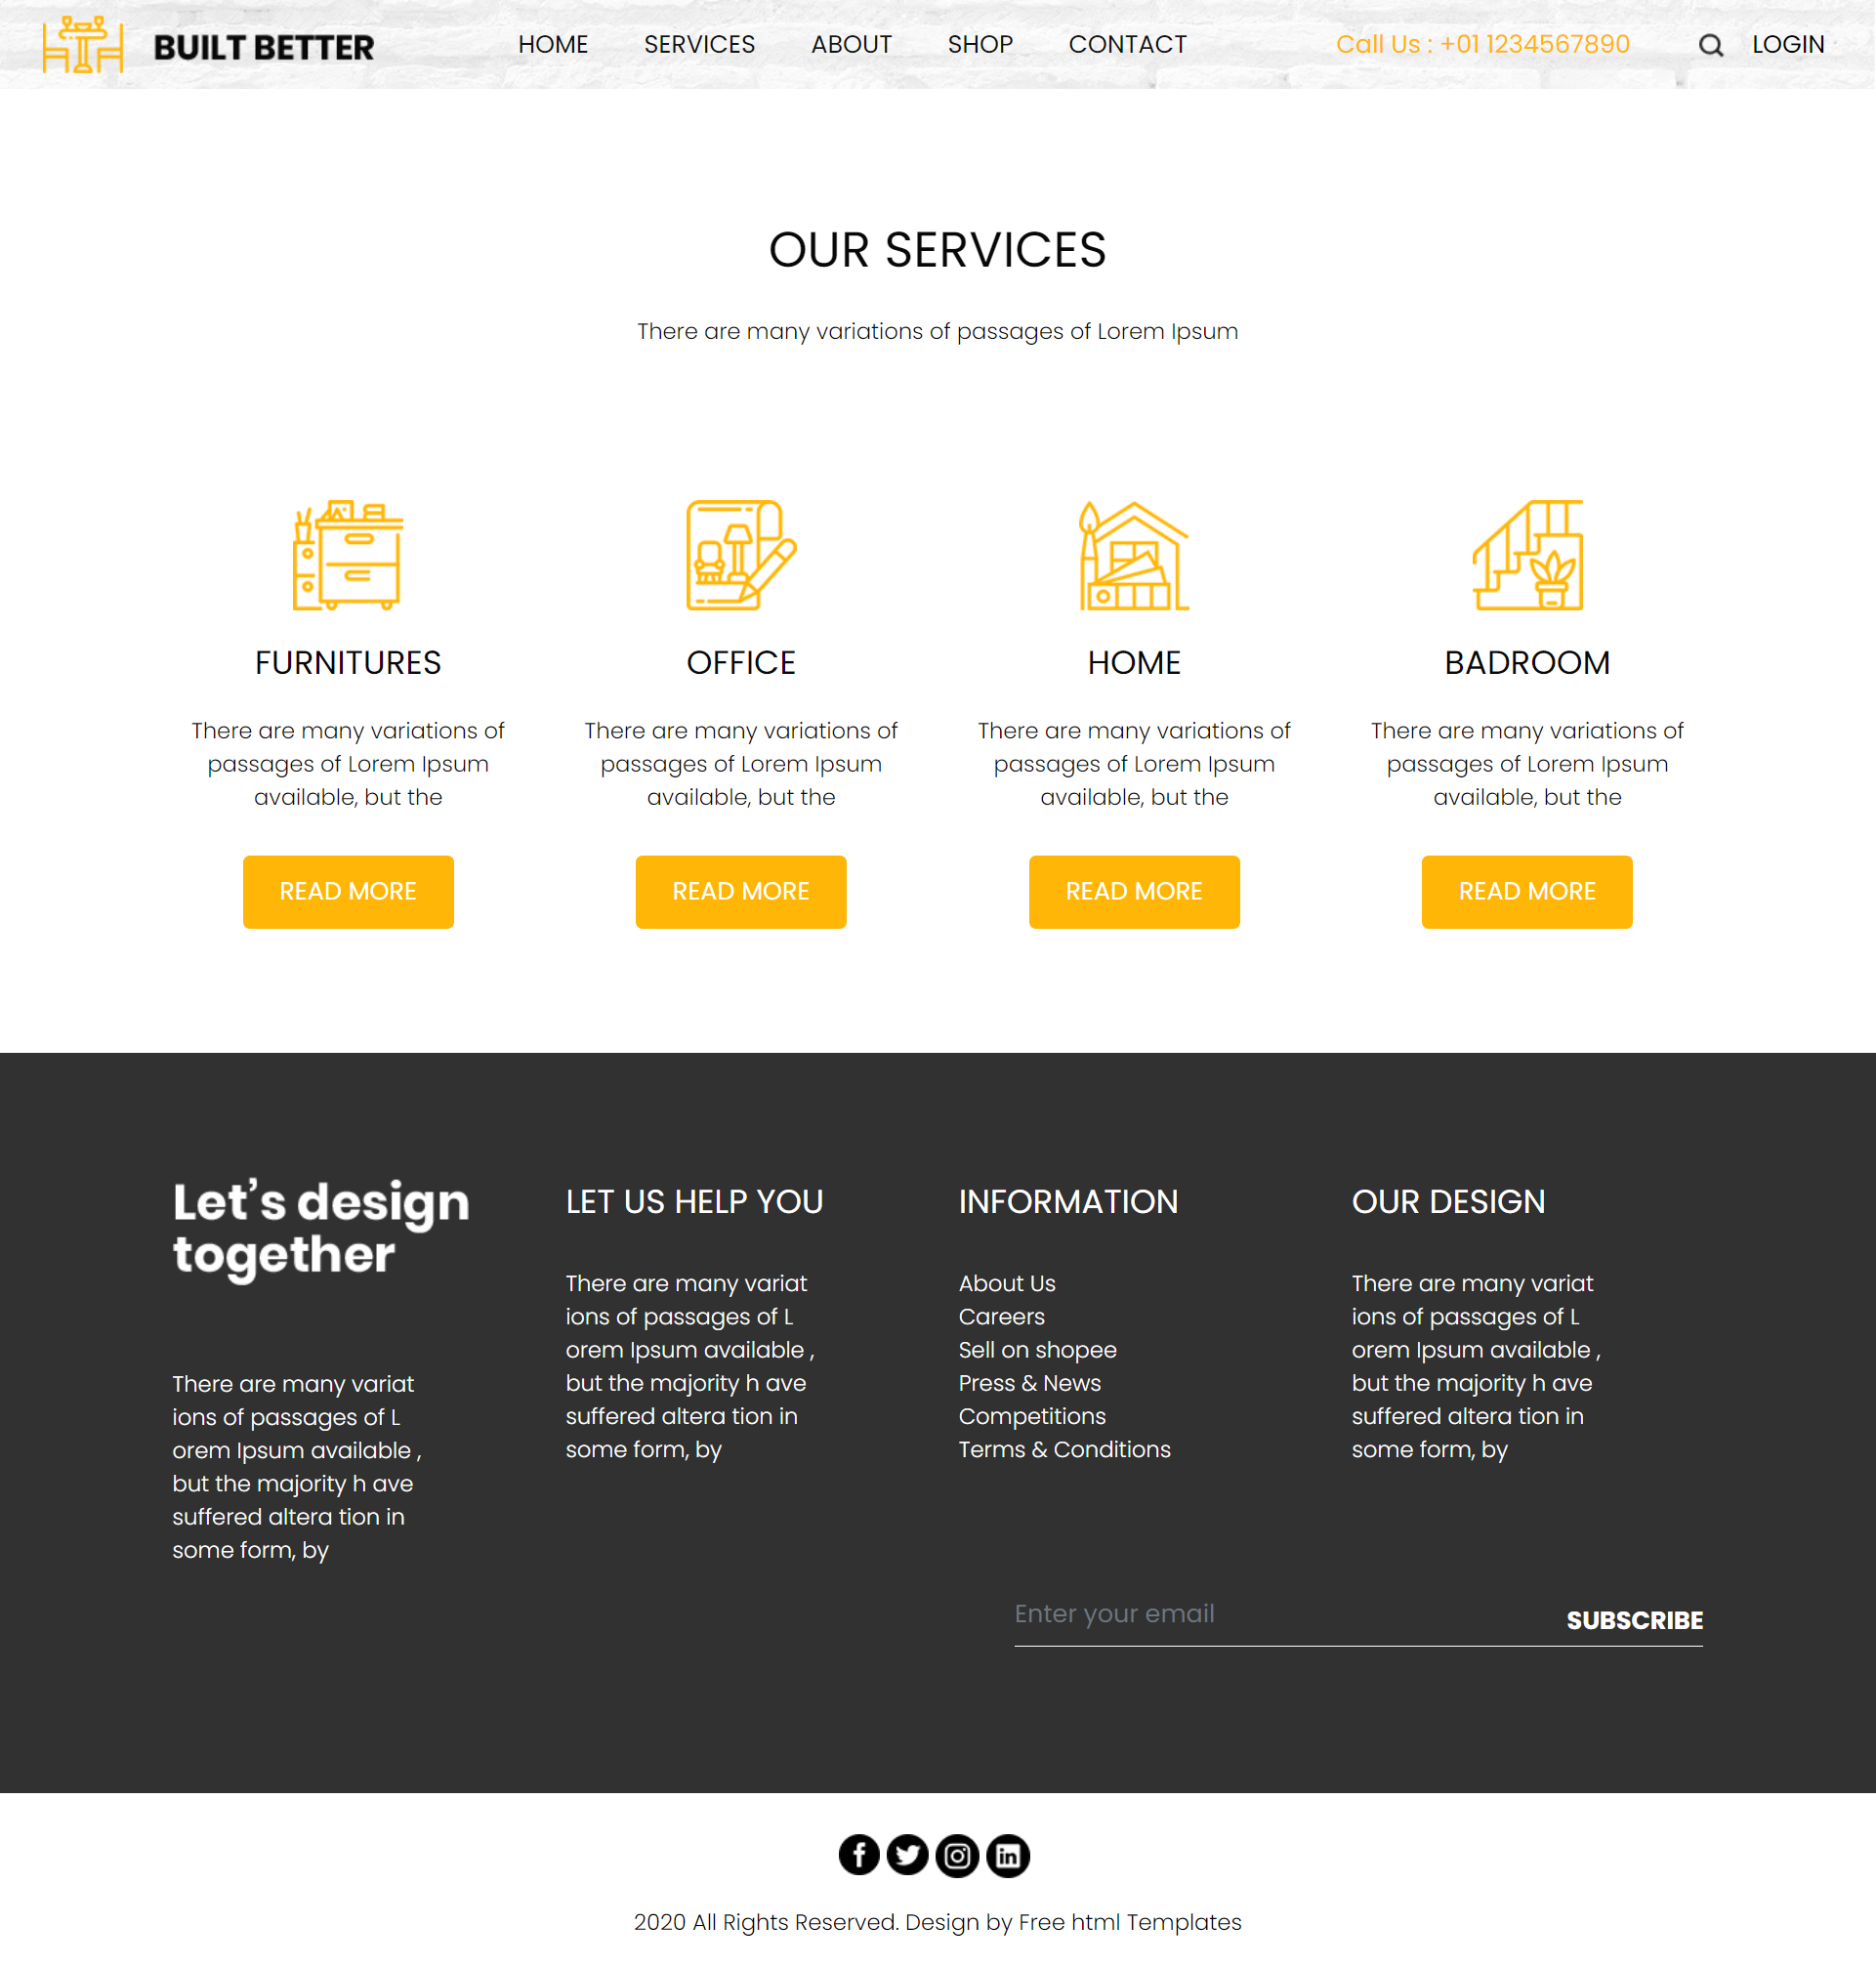 BUILT BETTER
HOME SERVICES ABOUT SHOP CONTACT
Call Us : +01 1234567890
LOGIN
OUR SERVICES
There are many variations of passages of Lorem Ipsum
FURNITURES
There are many variations of
passages of Lorem Ipsum
available, but the
READ MORE
OFFICE
There are many variations of
passages of Lorem Ipsum
available, but the
READ MORE
HOME
There are many variations of
passages of Lorem Ipsum
available, but the
READ MORE
BADROOM
There are many variations of
passages of Lorem Ipsum
available, but the
READ MORE
Let's design
together
There are many variat
ions of passages of L
orem Ipsum available ,
but the majority h ave
suffered altera tion in
some form, by
LET US HELP YOU
There are many variat
ions of passages of L
orem Ipsum available ,
but the majority h ave
suffered altera tion in
some form, by
INFORMATION
About Us
Careers
Sell on shopee
Press & News
Competitions
Terms & Conditions
OUR DESIGN
There are many variat
ions of passages of L
orem Ipsum available ,
but the majority h ave
suffered altera tion in
some form, by
Enter your email
SUBSCRIBE
2020 All Rights Reserved. Design by Free html Templates